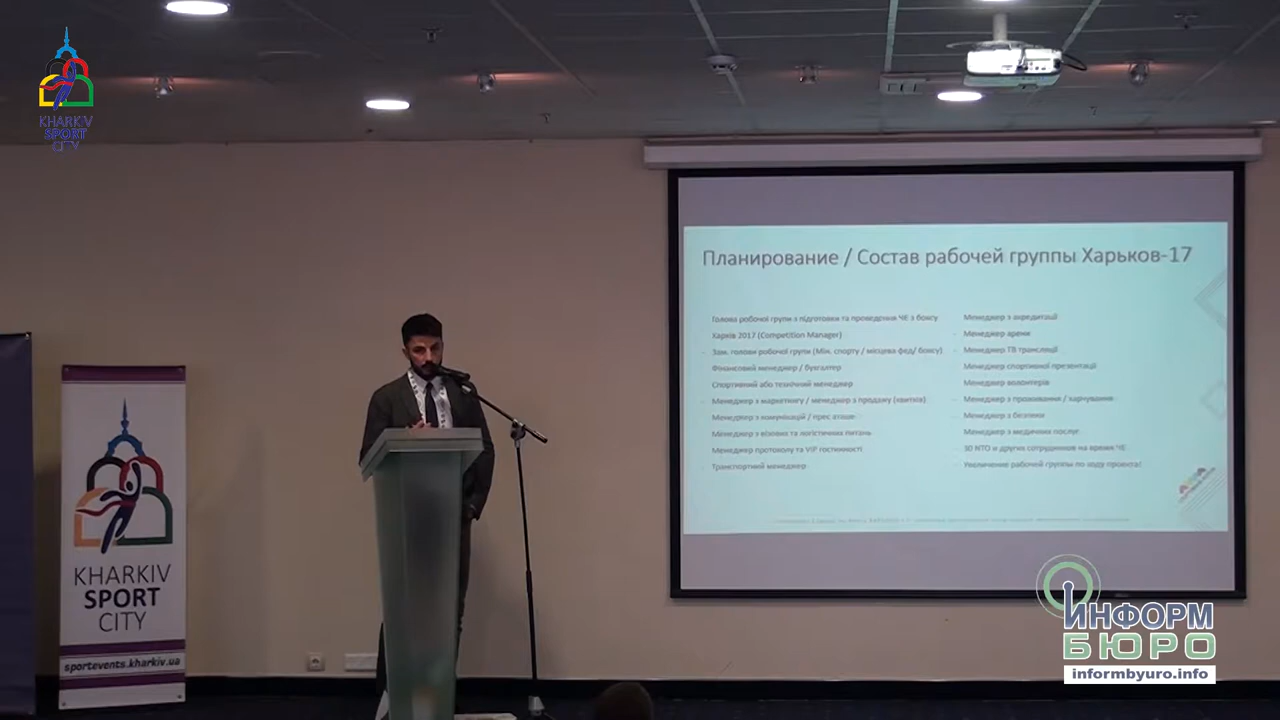 KHARKIV
SPORT
CITY
Планирование / Состав рабочей группы Харьков-17
Голова робочої групи з підготовки та проведення ЧЕ з боксу
Харків 2017 (Competition Manager)
Зам. голови робочої групи (Мін. спорту / місцева фед/ боксу)
Фінансовий менеджер / бухгалтер
Спортивний або технічний менеджер
Менеджер з маркетингу / менеджер з продажу (квитків)
Менеджер з комунікацій / прес аташе
Менеджер з візових та логістичних питань
Менеджер протоколу та VIP гостинності
Транспортний менеджер
Менеджер з акредитації
Менеджер арени
Менеджер ТВ трансляції
Менеджер спортивної презентації
Менеджер волонтерів
Менеджер з проживання / харчування
Менеджер з безпеки
Менеджер з медичних послуг
30 NTO и других сотрудников на время ЧЕ
Увеличение рабочей группы по ходу проекта!
KHARKIV
SPORT
CITY
sportevents.kharkiv.ua
ИНФОРМ
БЮРО
informbyuro.info